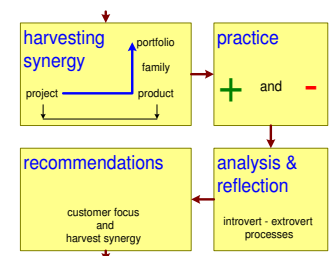 harvesting
synergy
portfolio
family
project
product
practice
+ and -
recommendations
customer focus
and
harvest synergy
analysis &
reflection
introvert - extrovert
processes